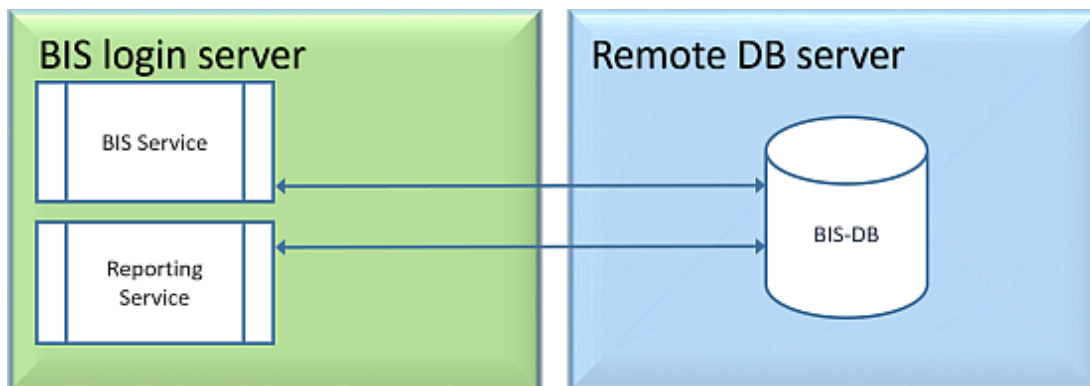 BIS login server
BIS Service
Reporting
Service
Remote DB server
BIS-DB